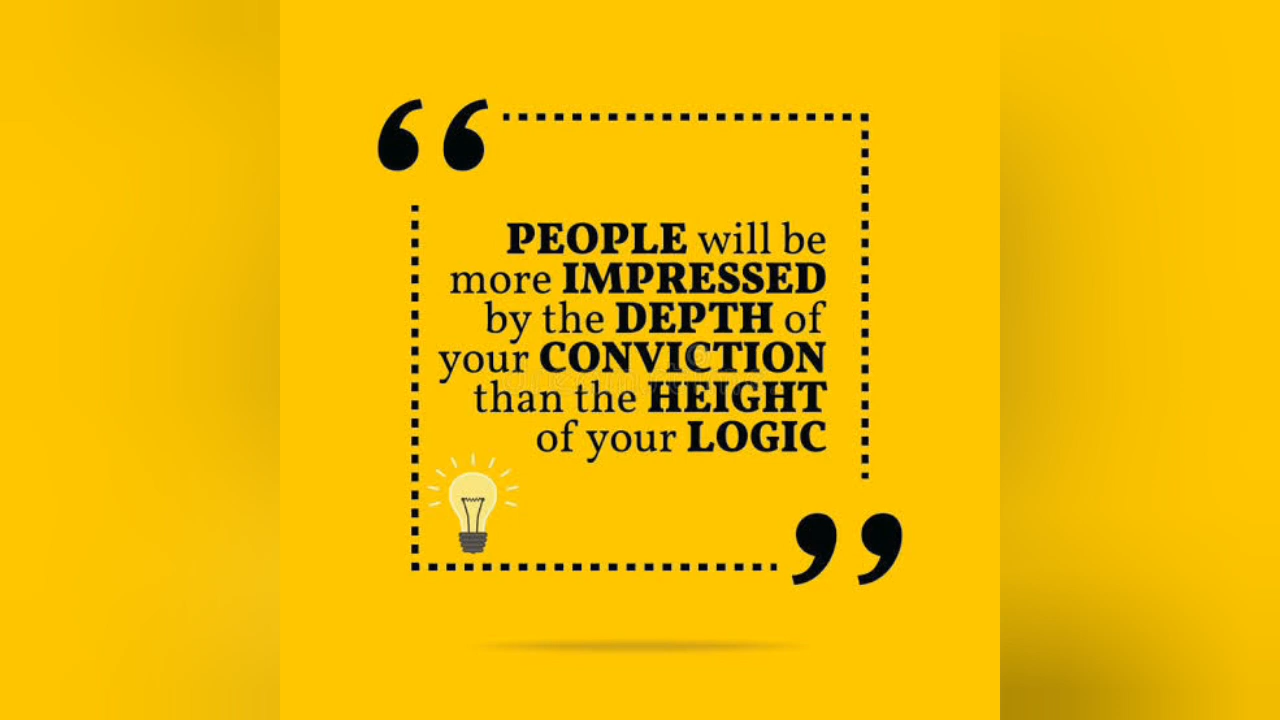 “
PEOPLE will be
more IMPRESSED
by the DEPTH of
your CONVICTION
than the HEIGHT
of your LOGIC
”